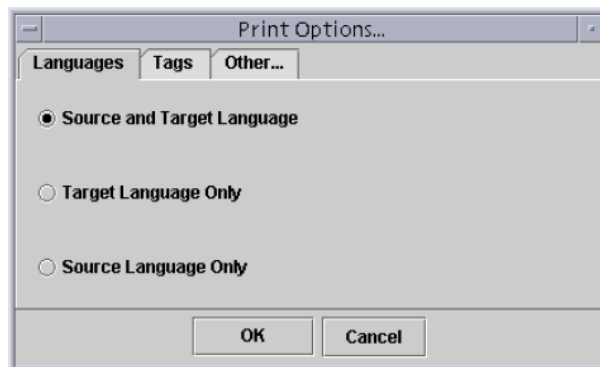 Print Options...
Languages Tags Other...
Source and Target Language
Target Language Only
Source Language Only
OK Cancel